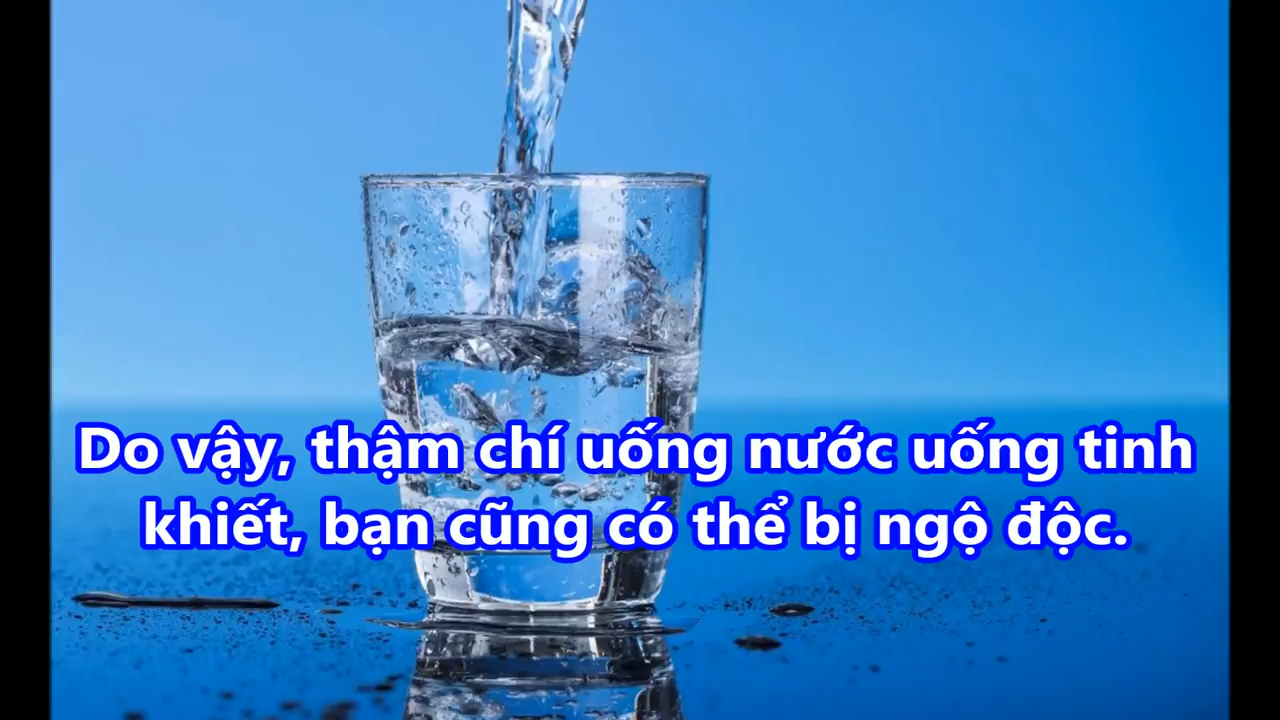 Do vậy, thậm chí uống nước uống tinh
khiết, bạn cũng có thể bị ngộ độc.